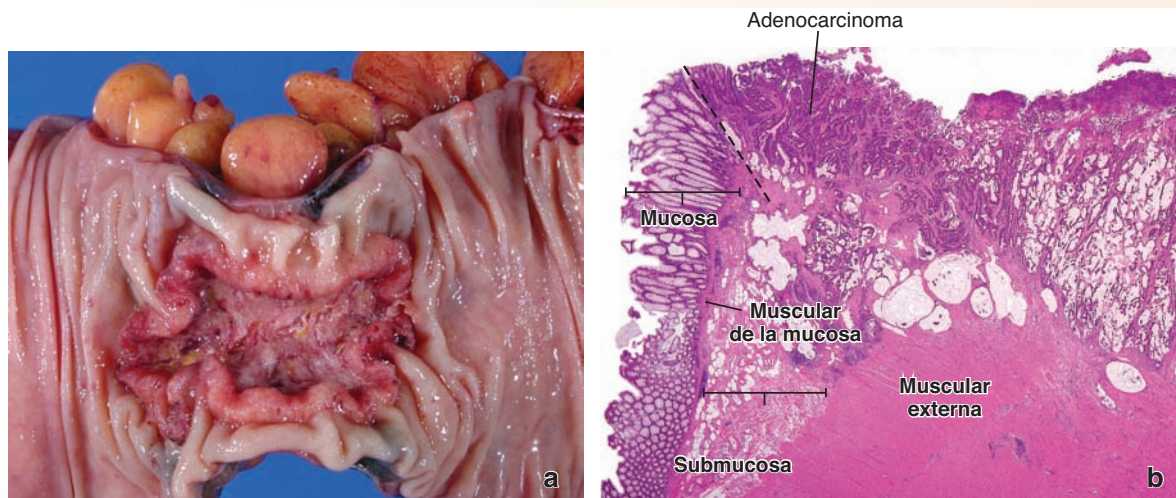 Adenocarcinoma
Mucosa
Muscular
de la mucosa
Muscular
externa
Submucosa
a
b